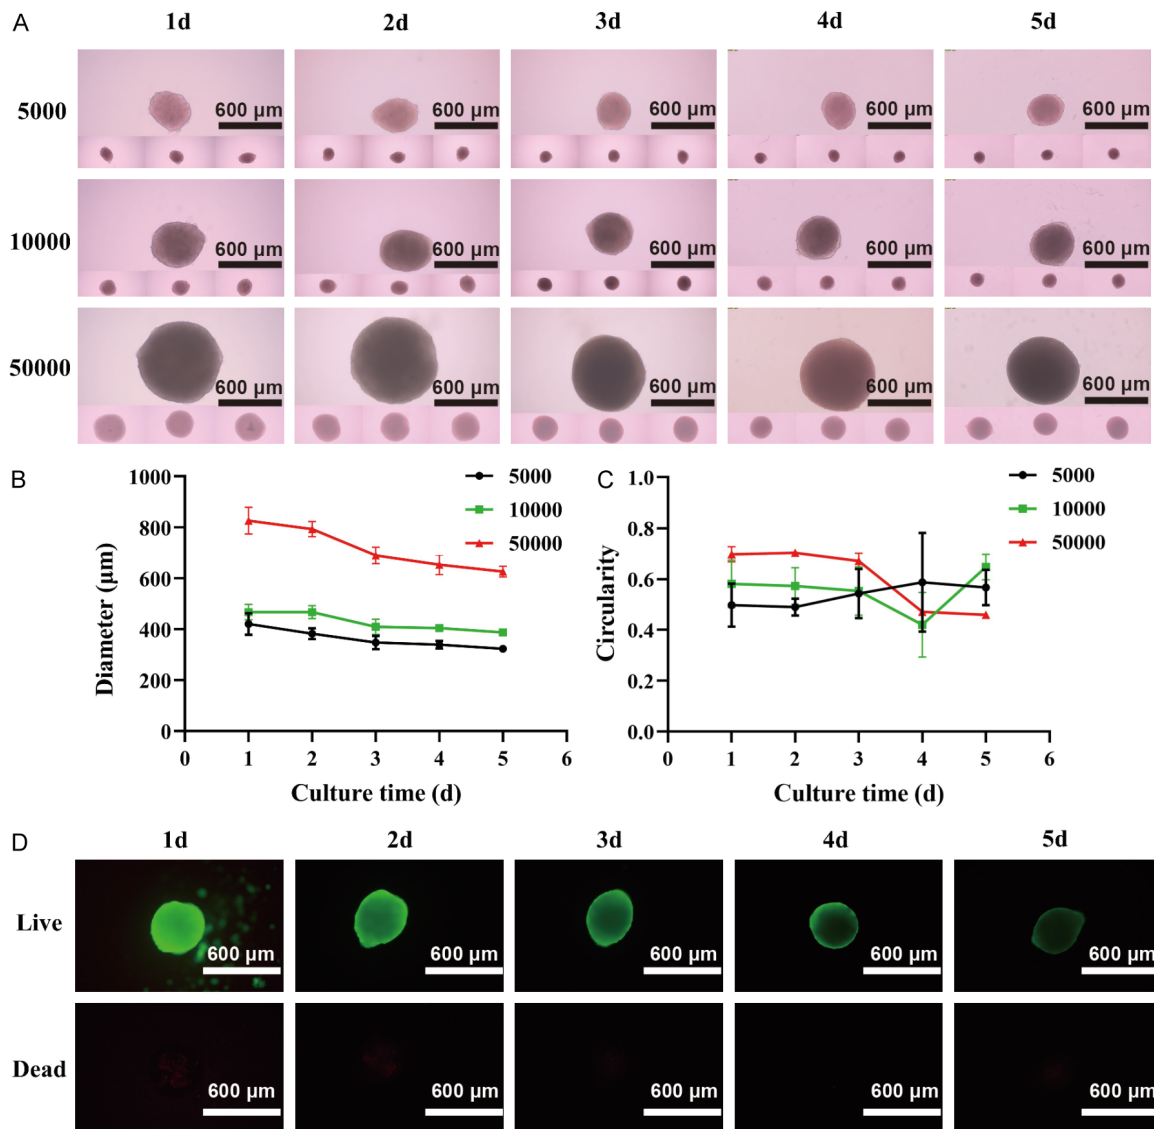 A
1d 2d 3d 4d 5d
5000 600 µm 600 µm 600 µm 600 µm 600 µm
10000 600 µm 600 µm 600 µm 600 µm 600 µm
50000 600 µm 600 µm 600 µm 600 µm 600 µm
B
1000
800
600
400
200
0
0 1 2 3 4 5 6
Diameter (µm)
Culture time (d)
5000
10000
50000
C
1.0
0.8
0.6
0.4
0.2
0.0
0 1 2 3 4 5 6
Circularity
Culture time (d)
5000
10000
50000
D
1d 2d 3d 4d 5d
Live 600 µm 600 µm 600 µm 600 µm 600 µm
Dead 600 µm 600 µm 600 µm 600 µm 600 µm